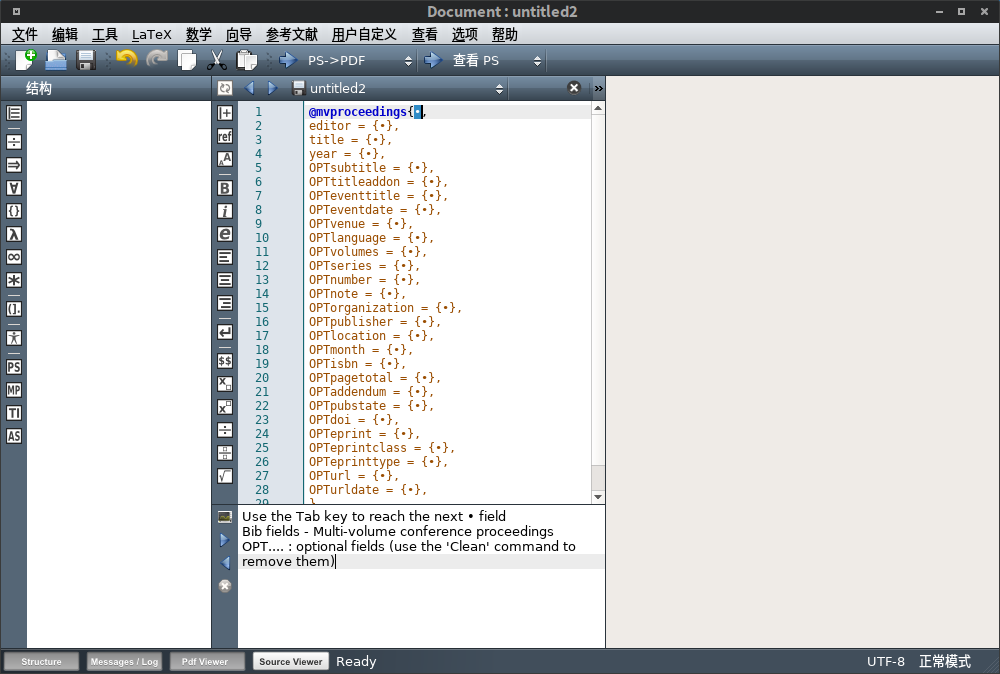 Document : untitled2
文件 编辑 工具 LaTeX 数学 向导 参考文献 用户自定义 查看 选项 帮助
PS->PDF 查看 PS
结构 untitled2 »
1 @mvproceedings{•,
2 editor = {•},
3 title = {•},
4 year = {•},
5 OPTsubtitle = {•},
6 OPTtitleaddon = {•},
7 OPTeventtitle = {•},
8 OPTeventdate = {•},
9 OPTvenue = {•},
10 OPTlanguage = {•},
11 OPTvolumes = {•},
12 OPTseries = {•},
13 OPTnumber = {•},
14 OPTnote = {•},
15 OPTorganization = {•},
16 OPTpublisher = {•},
17 OPTlocation = {•},
18 OPTmonth = {•},
19 OPTisbn = {•},
20 OPTpagetotal = {•},
21 OPTaddendum = {•},
22 OPTpubstate = {•},
23 OPTdoi = {•},
24 OPTeprint = {•},
25 OPTeprintclass = {•},
26 OPTeprinttype = {•},
27 OPTurl = {•},
28 OPTurldate = {•},
29 }
Use the Tab key to reach the next • field
Bib fields - Multi-volume conference proceedings
OPT.... : optional fields (use the 'Clean' command to
remove them)
Structure Messages / Log Pdf Viewer Source Viewer Ready UTF-8 正常模式